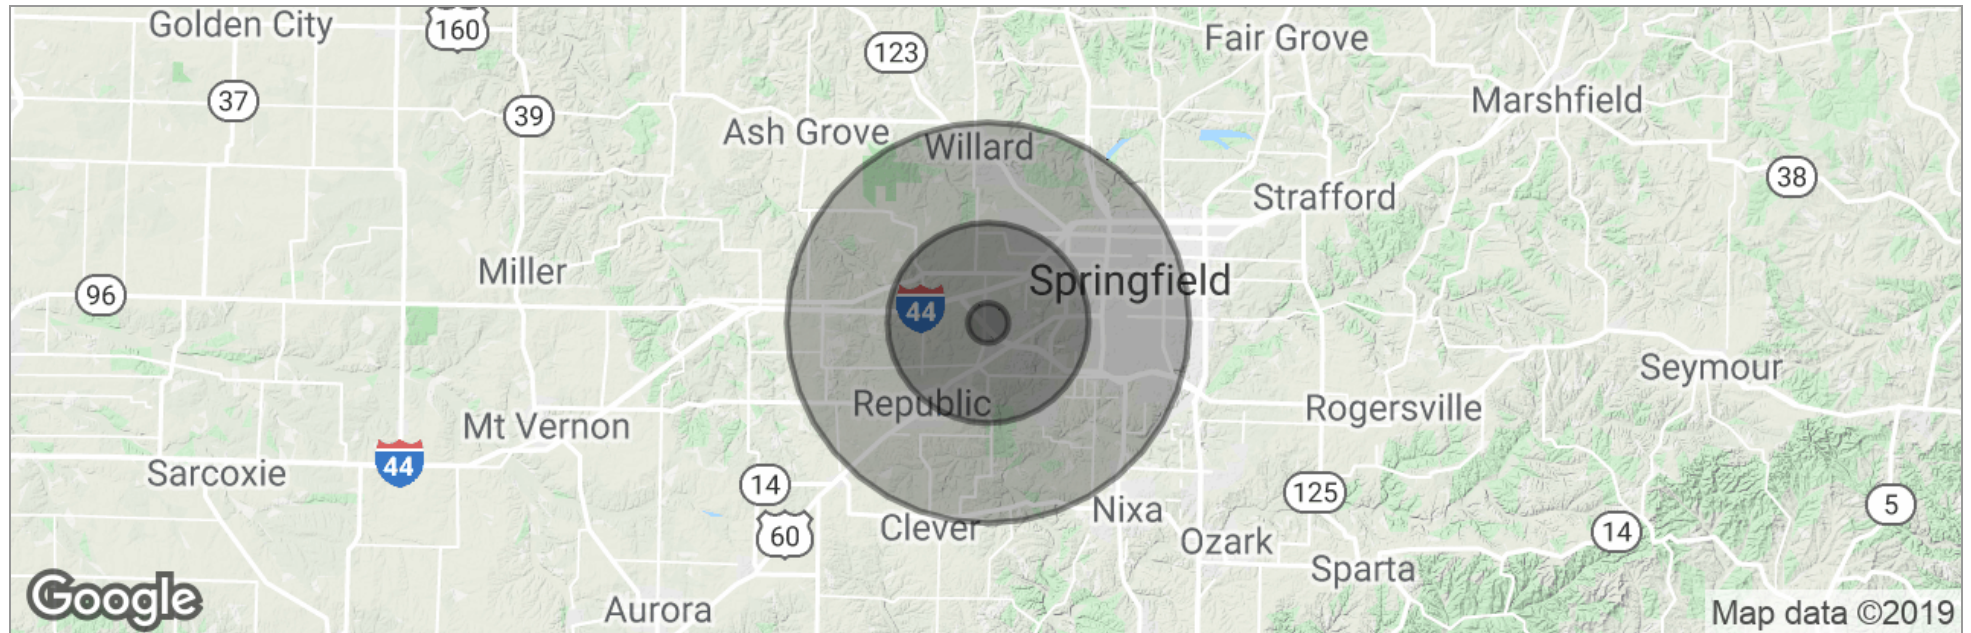 Golden City
160
123
Fair Grove
37
39
Marshfield
Ash Grove
Willard
38
Strafford
Miller
Springfield
96
44
Seymour
Republic
Rogersville
Mt Vernon
44
Sarcoxie
14
125
5
60
Clever
Nixa
14
Ozark
Sparta
Google
Aurora
Map data ©2019